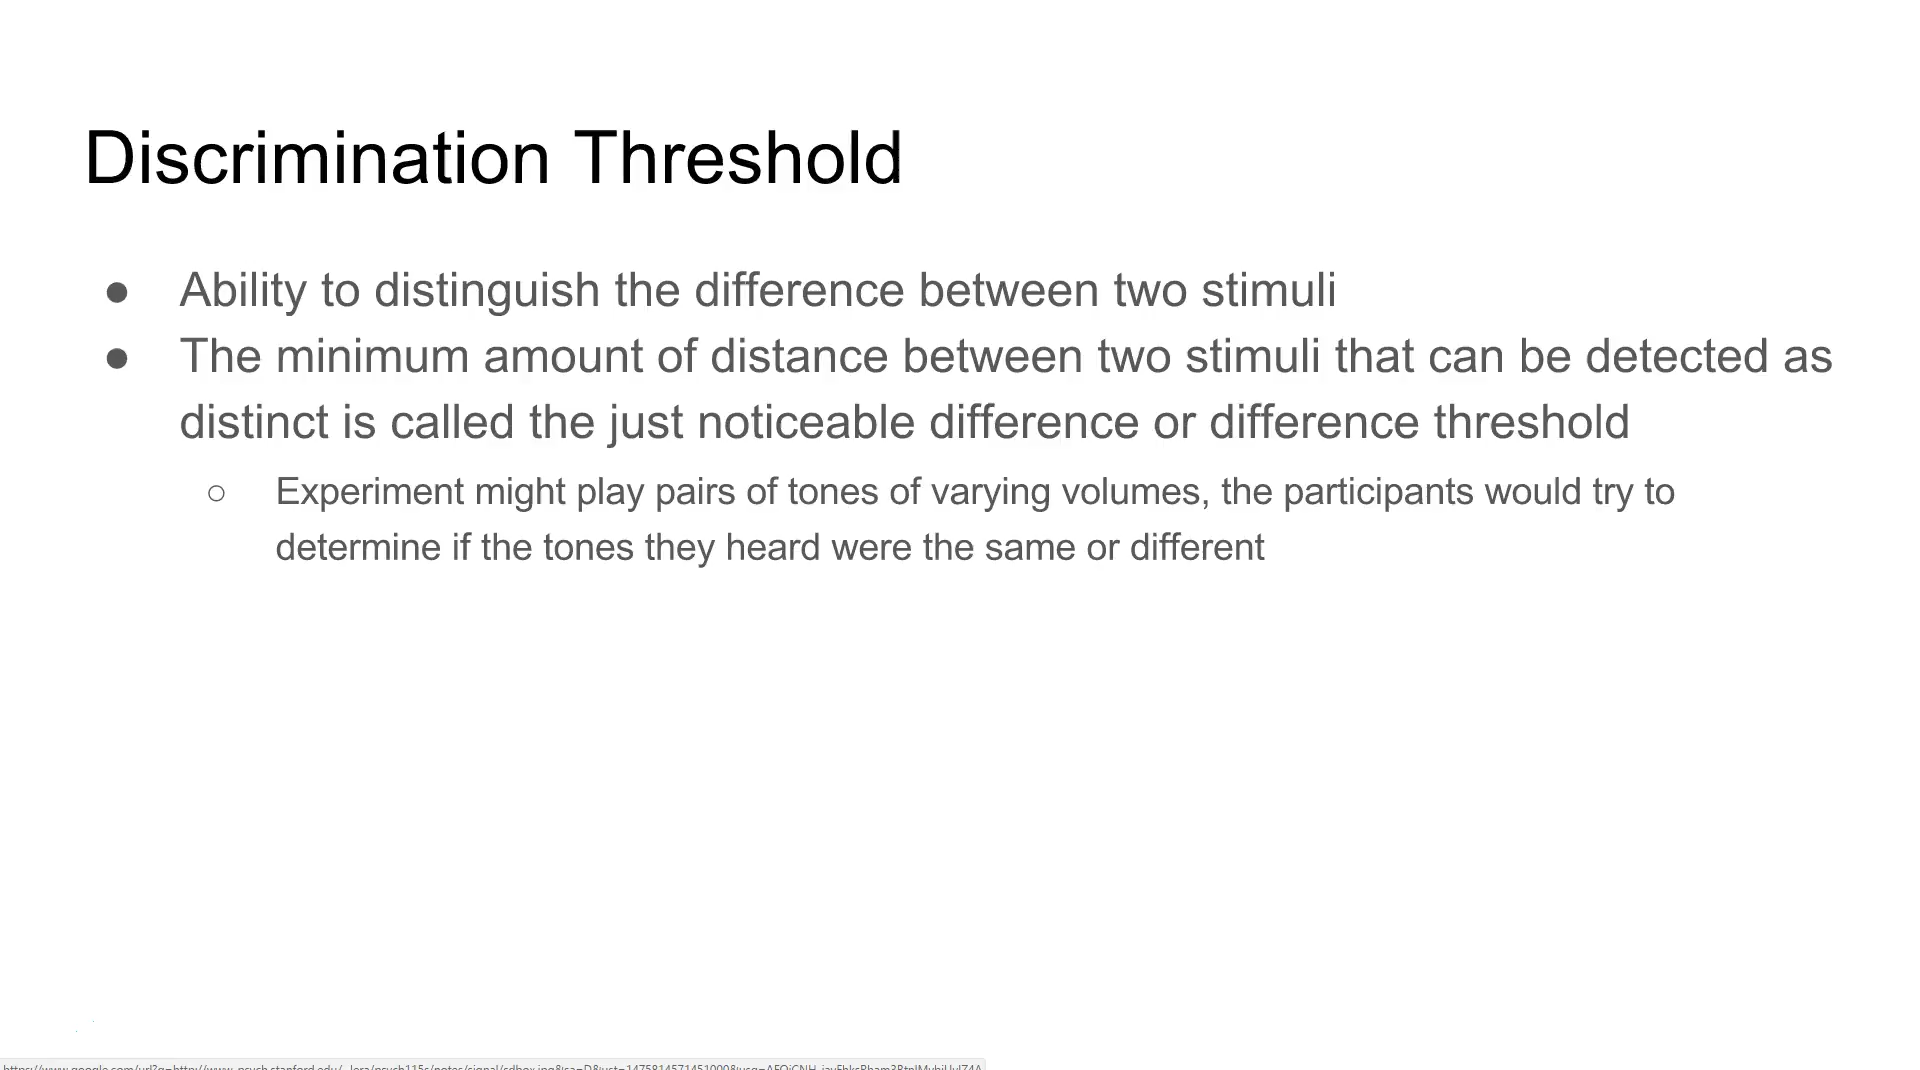 Discrimination Threshold
● Ability to distinguish the difference between two stimuli
● The minimum amount of distance between two stimuli that can be detected as
distinct is called the just noticeable difference or difference threshold
○ Experiment might play pairs of tones of varying volumes, the participants would try to
determine if the tones they heard were the same or different